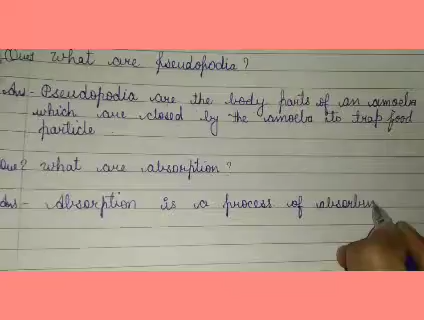 Ques What are Pseudopodia?
Ans - Pseudopodia are the body parts of an amoeba
which are closed by the amoeba to trap food
particle
Que? What are absorption?
Ans - Absorption is a process of absorbin